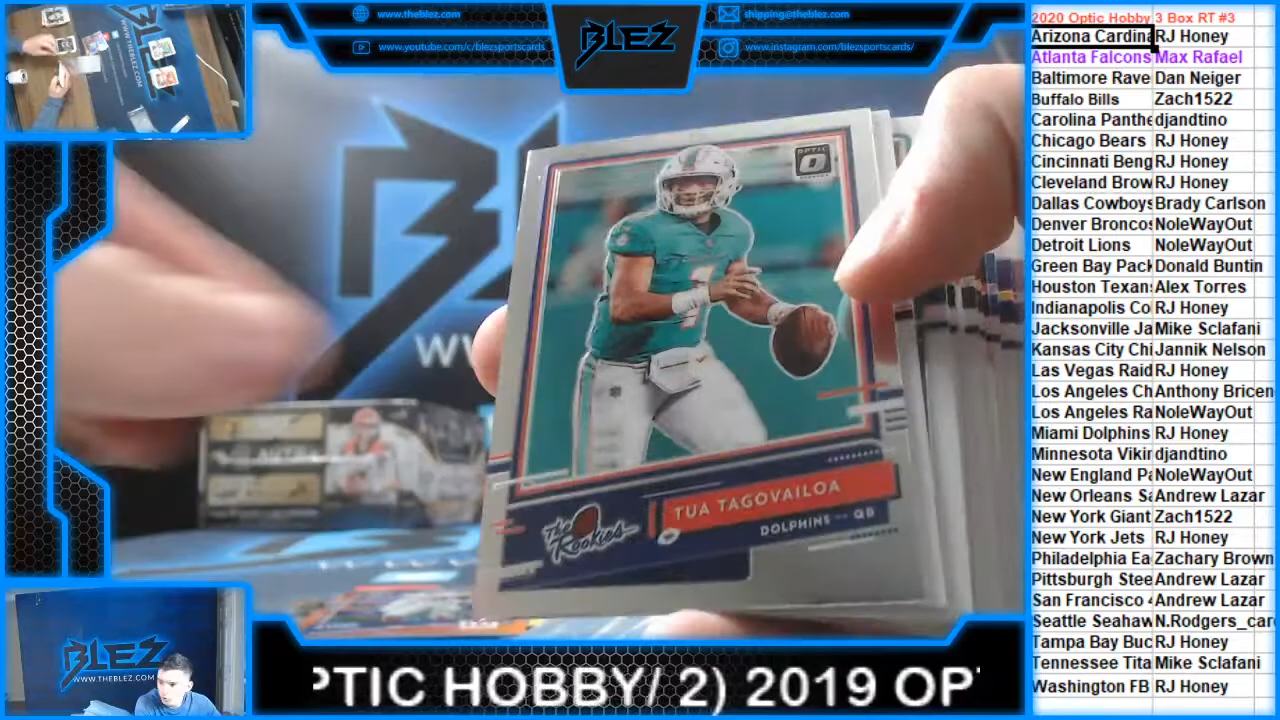 www.theblez.com
shipping@theblez.com
www.youtube.com/c/blezsportscards
www.instagram.com/blezsportscards/
BLEZ
WWW.THEBLEZ.COM
OPTIC
TUA TAGOVAILOA
DOLPHINS — QB
The Rookies
BLEZ
WWW.THEBLEZ.COM
PTIC HOBBY/ 2) 2019 OP
2020 Optic Hobby 3 Box RT #3
Arizona Cardina RJ Honey
Atlanta Falcons Max Rafael
Baltimore Rave Dan Neiger
Buffalo Bills Zach1522
Carolina Panthe djandtino
Chicago Bears RJ Honey
Cincinnati Beng RJ Honey
Cleveland Brow RJ Honey
Dallas Cowboys Brady Carlson
Denver Broncos NoleWayOut
Detroit Lions NoleWayOut
Green Bay Pack Donald Buntin
Houston Texan Alex Torres
Indianapolis Co RJ Honey
Jacksonville Ja Mike Sclafani
Kansas City Chi Jannik Nelson
Las Vegas Raid RJ Honey
Los Angeles Ch Anthony Bricen
Los Angeles Ra NoleWayOut
Miami Dolphins RJ Honey
Minnesota Vikin djandtino
New England Pa NoleWayOut
New Orleans Sa Andrew Lazar
New York Giant Zach1522
New York Jets RJ Honey
Philadelphia Ea Zachary Brown
Pittsburgh Stee Andrew Lazar
San Francisco 4 Andrew Lazar
Seattle Seahaw N.Rodgers_car
Tampa Bay Buc RJ Honey
Tennessee Tita Mike Sclafani
Washington FB RJ Honey